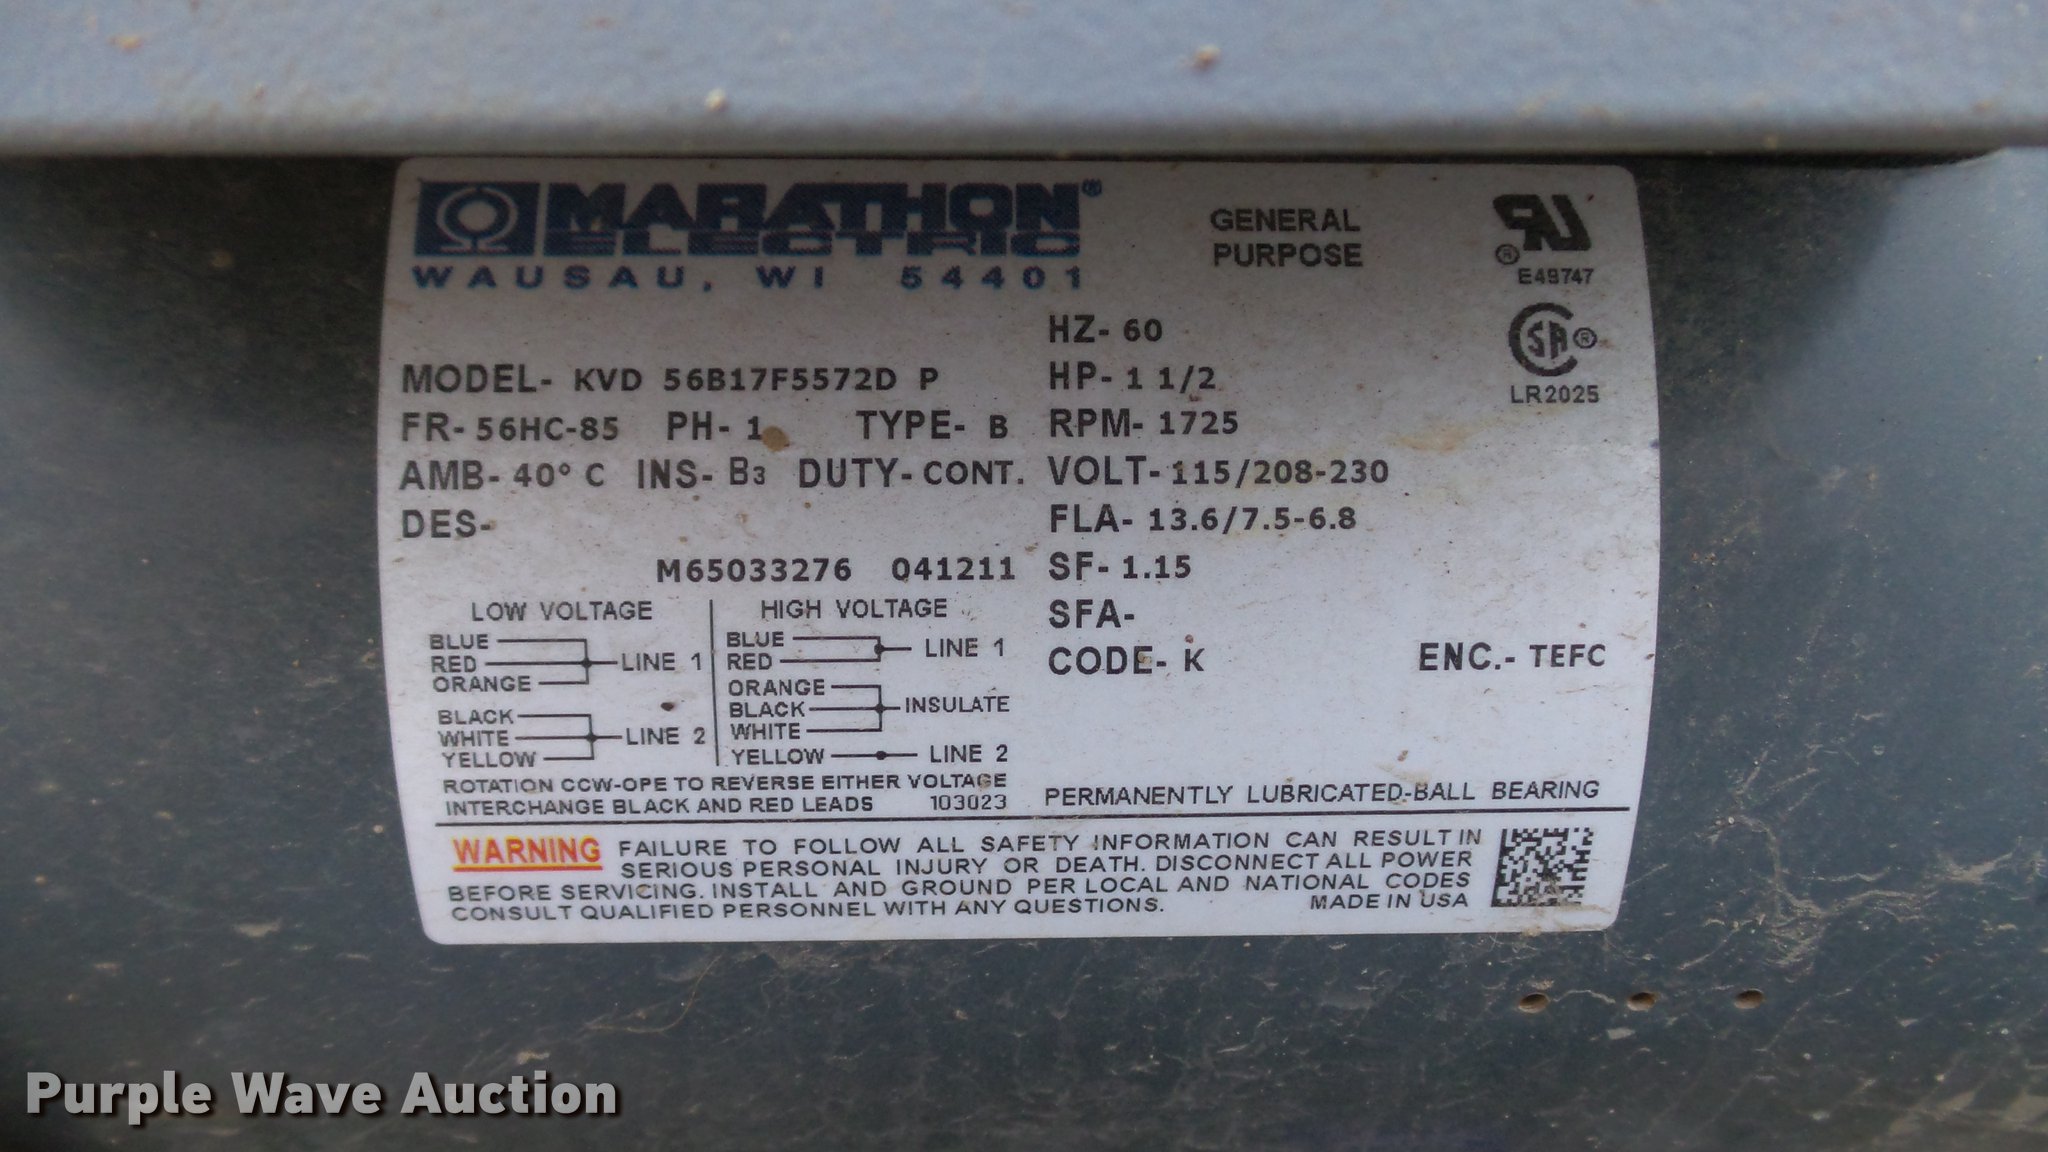 MARATHON®
ELECTRIC
WAUSAU, WI 54401
GENERAL
PURPOSE
E49747
SA®
LR2025
MODEL- KVD 56B17F5572D P
FR- 56HC-85 PH- 1 TYPE- B
AMB- 40° C INS- B3 DUTY- CONT.
DES-
M65033276 041211
HZ- 60
HP- 1 1/2
RPM- 1725
VOLT- 115/208-230
FLA- 13.6/7.5-6.8
SF- 1.15
SFA-
CODE- K ENC.- TEFC
LOW VOLTAGE
BLUE
RED LINE 1
ORANGE
BLACK
WHITE LINE 2
YELLOW
HIGH VOLTAGE
BLUE
RED LINE 1
ORANGE
BLACK INSULATE
WHITE
YELLOW LINE 2
ROTATION CCW-OPE TO REVERSE EITHER VOLTAGE
INTERCHANGE BLACK AND RED LEADS 103023
PERMANENTLY LUBRICATED-BALL BEARING
WARNING FAILURE TO FOLLOW ALL SAFETY INFORMATION CAN RESULT IN
SERIOUS PERSONAL INJURY OR DEATH. DISCONNECT ALL POWER
BEFORE SERVICING. INSTALL AND GROUND PER LOCAL AND NATIONAL CODES
CONSULT QUALIFIED PERSONNEL WITH ANY QUESTIONS. MADE IN USA
Purple Wave Auction